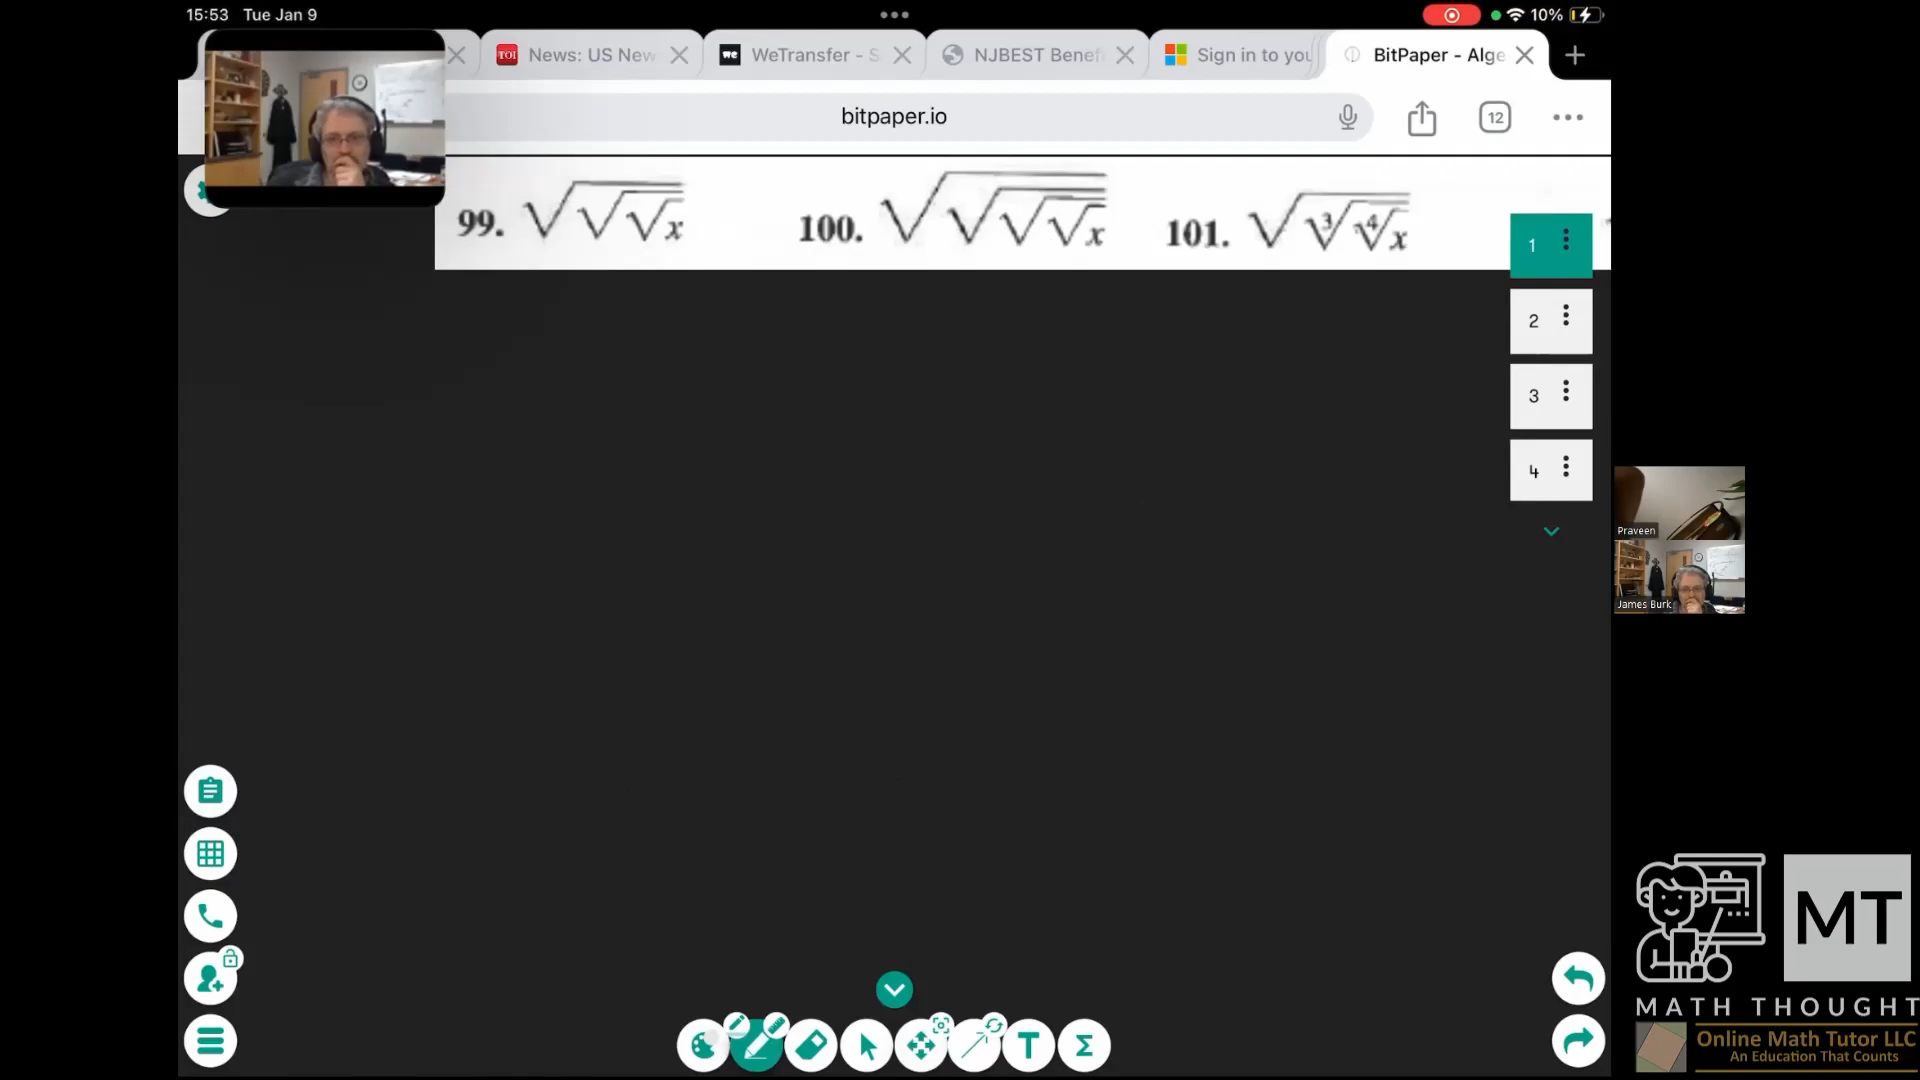 15:53 Tue Jan 9
10%
TOI News: US New
we WeTransfer - S
NJBEST Benef
Sign in to you
BitPaper - Alge
bitpaper.io
12
99. √√√x
100. √√√√x
101. √∛∜x
1
2
3
4
Praveen
James Burk
T
Σ
MT
MATH THOUGHT
Online Math Tutor LLC
An Education That Counts